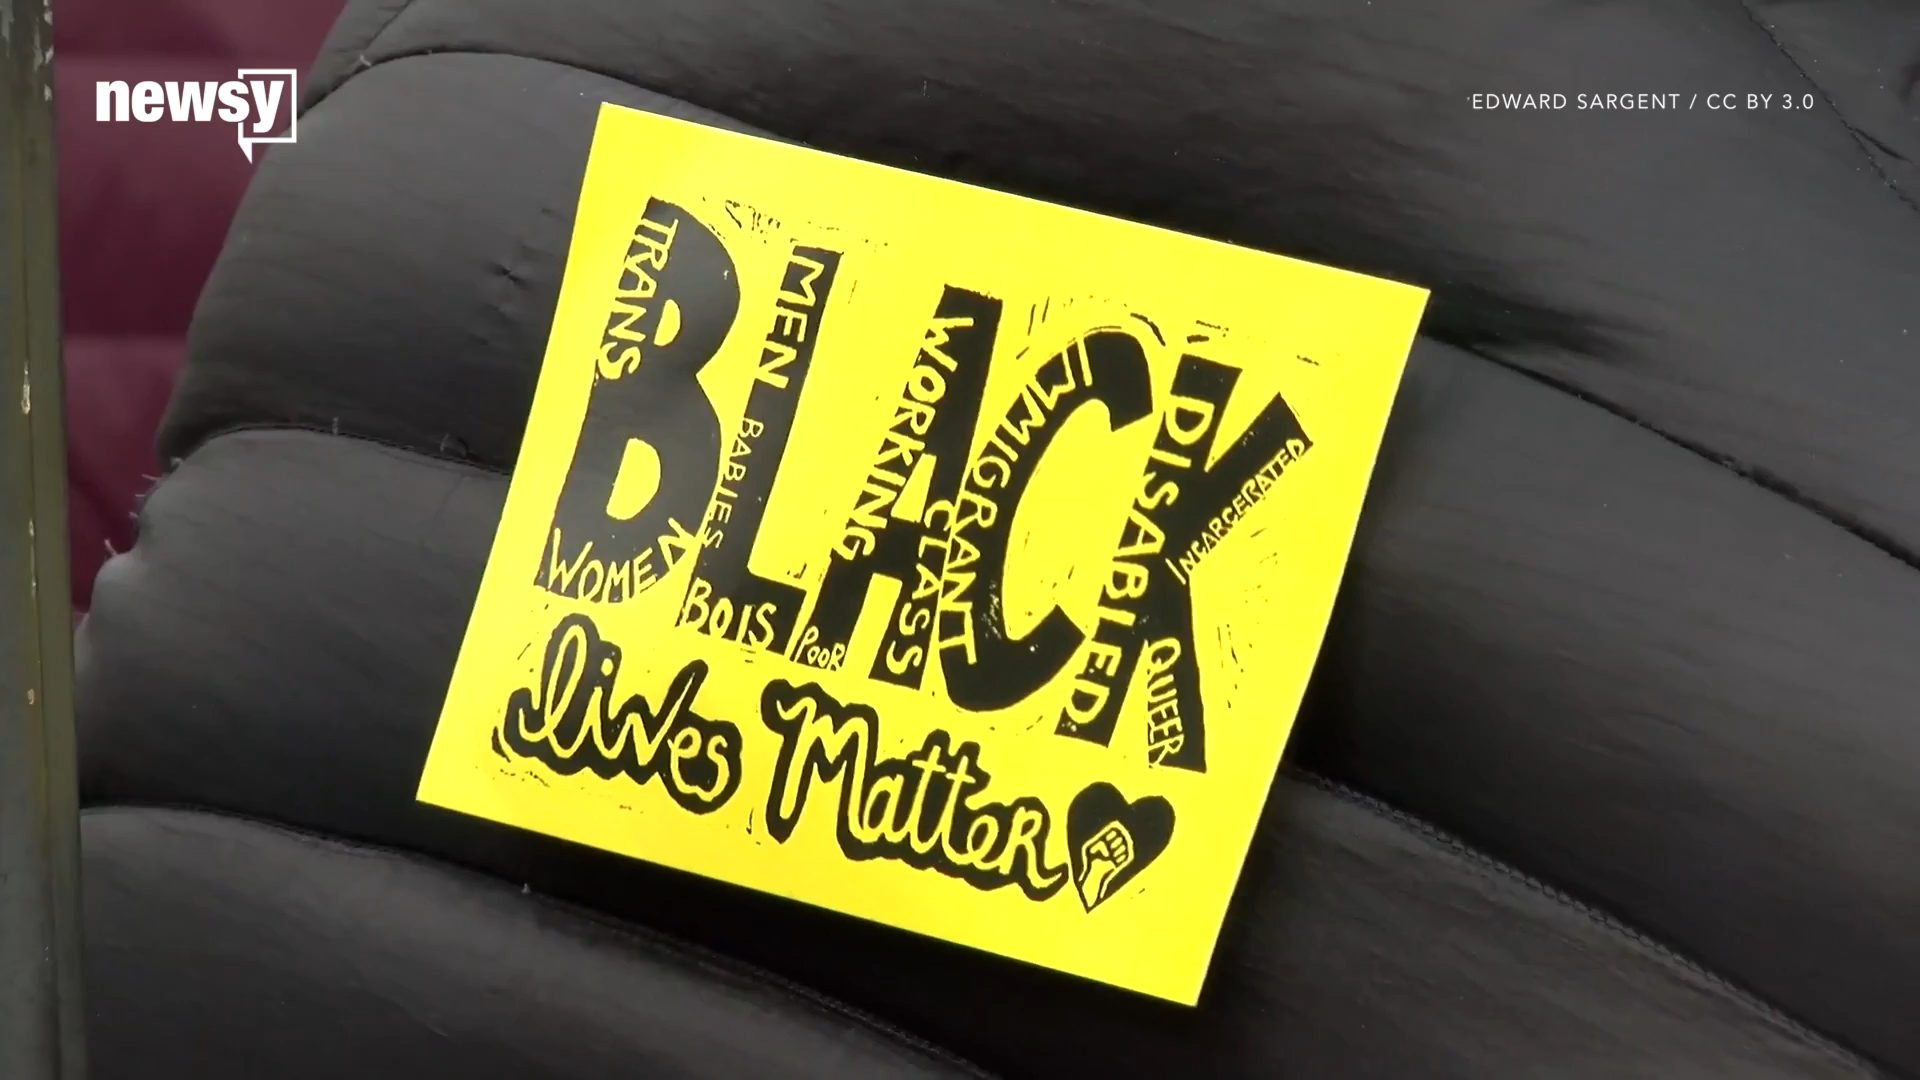 newsy
EDWARD SARGENT / CC BY 3.0
BLACK
TRANS
WOMEN
MEN
BABIES
BOIS
POOR
WORKING
CLASS
IMMIGRANT
DISABLED
INCARCERATED
QUEER
lives Matter